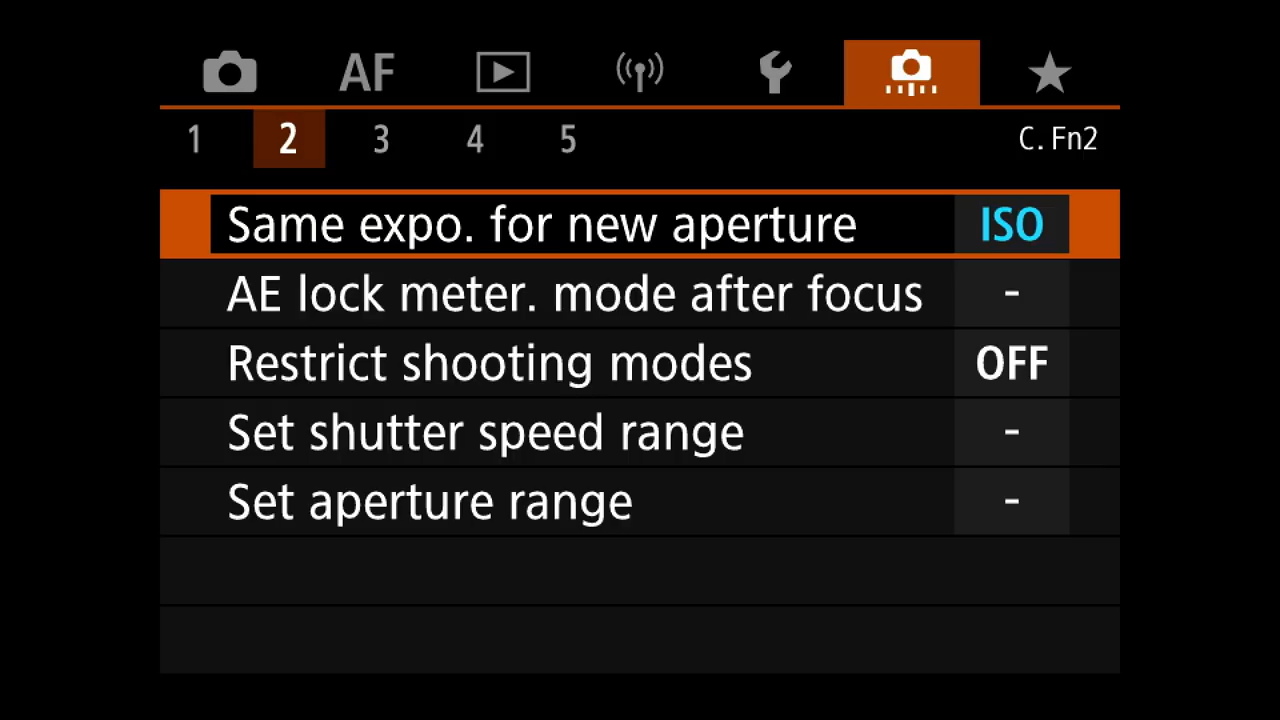 AF
1 2 3 4 5 C.Fn2
Same expo. for new aperture ISO
AE lock meter. mode after focus -
Restrict shooting modes OFF
Set shutter speed range -
Set aperture range -